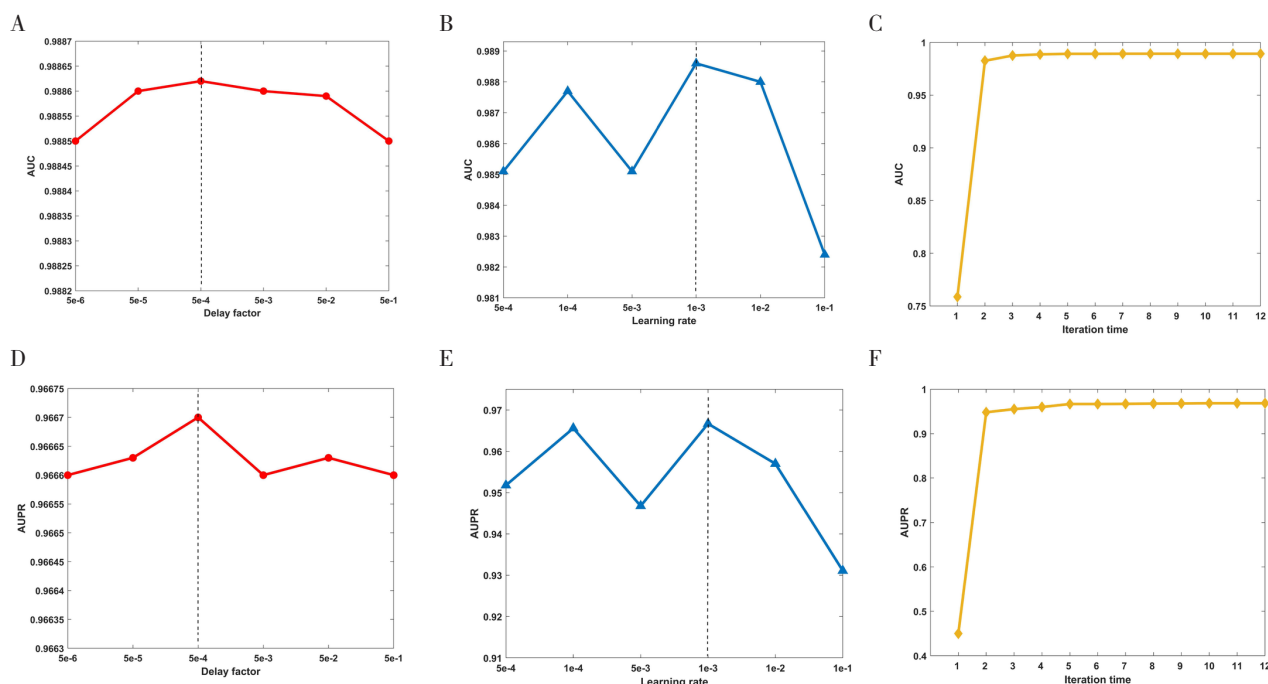 A
0.9887
0.98865
0.9886
0.98855
0.9885
0.98845
0.9884
0.98835
0.9883
0.98825
0.9882
AUC
5e-6 5e-5 5e-4 5e-3 5e-2 5e-1
Delay factor
B
0.989
0.988
0.987
0.986
0.985
0.984
0.983
0.982
0.981
AUC
5e-4 1e-4 5e-3 1e-3 1e-2 1e-1
Learning rate
C
1
0.95
0.9
0.85
0.8
0.75
AUC
1 2 3 4 5 6 7 8 9 10 11 12
Iteration time
D
0.96675
0.9667
0.96665
0.9666
0.96655
0.9665
0.96645
0.9664
0.96635
0.9663
AUPR
5e-6 5e-5 5e-4 5e-3 5e-2 5e-1
Delay factor
E
0.97
0.96
0.95
0.94
0.93
0.92
0.91
AUPR
5e-4 1e-4 5e-3 1e-3 1e-2 1e-1
Learning rate
F
1
0.9
0.8
0.7
0.6
0.5
0.4
AUPR
1 2 3 4 5 6 7 8 9 10 11 12
Iteration time